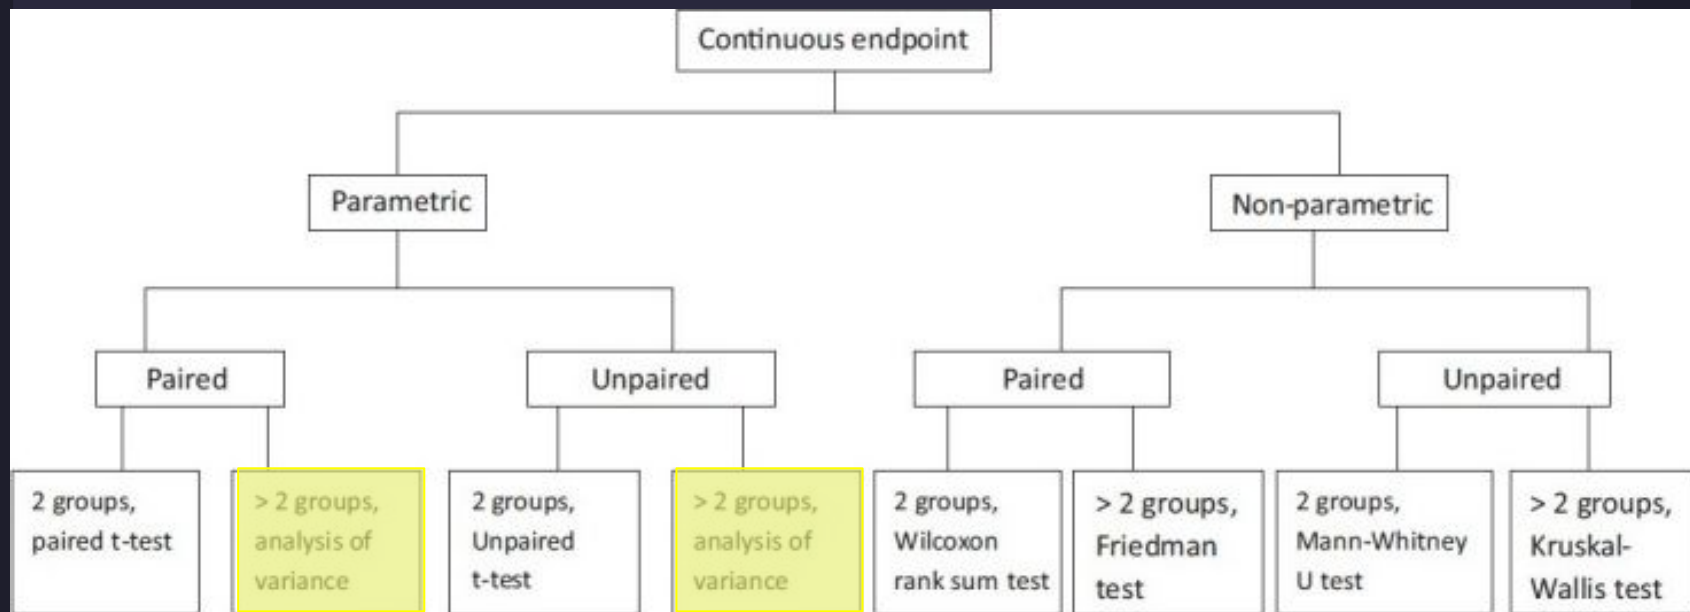 Continuous endpoint
Parametric
Non-parametric
Paired
Unpaired
Paired
Unpaired
2 groups,
paired t-test
> 2 groups,
analysis of
variance
2 groups,
Unpaired
t-test
> 2 groups,
analysis of
variance
2 groups,
Wilcoxon
rank sum test
> 2 groups,
Friedman
test
2 groups,
Mann-Whitney
U test
> 2 groups,
Kruskal-
Wallis test